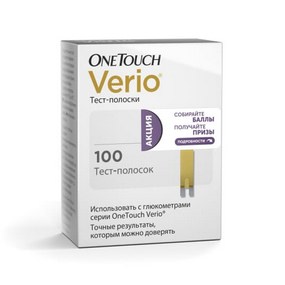 ONETOUCH
Verio®
Тест-полоски
АКЦИЯ
СОБИРАЙТЕ
БАЛЛЫ
ПОЛУЧАЙТЕ
ПРИЗЫ
ПОДРОБНОСТИ
100
Тест-полосок
Использовать с глюкометрами
серии OneTouch Verio®
Точные результаты,
которым можно доверять